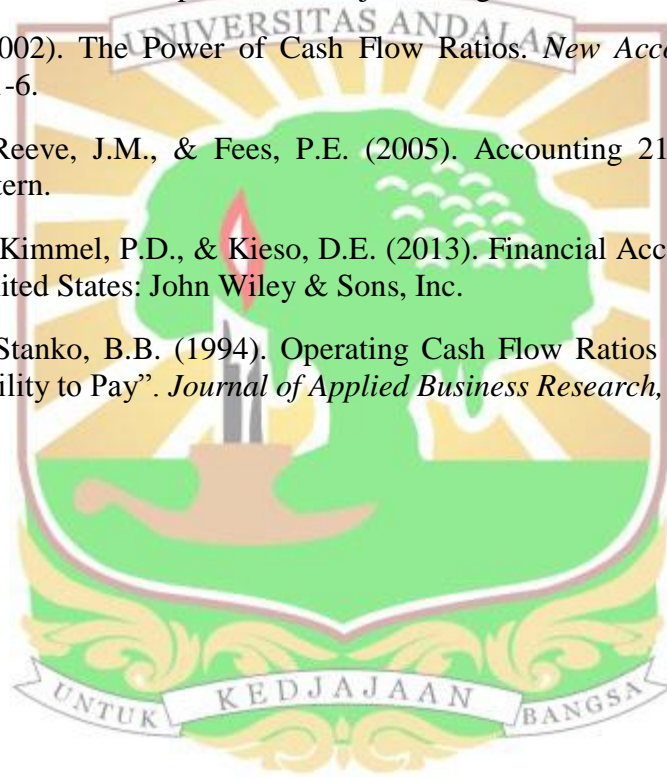 UNIVERSITAS ANDALAS
002). The Power of Cash Flow Ratios. New Acc
-6.
Reeve, J.M., & Fees, P.E. (2005). Accounting 21
tern.
Kimmel, P.D., & Kieso, D.E. (2013). Financial Acc
ited States: John Wiley & Sons, Inc.
Stanko, B.B. (1994). Operating Cash Flow Ratios
ility to Pay”. Journal of Applied Business Research,
UNTUK KEDJAJAAN BANGSA